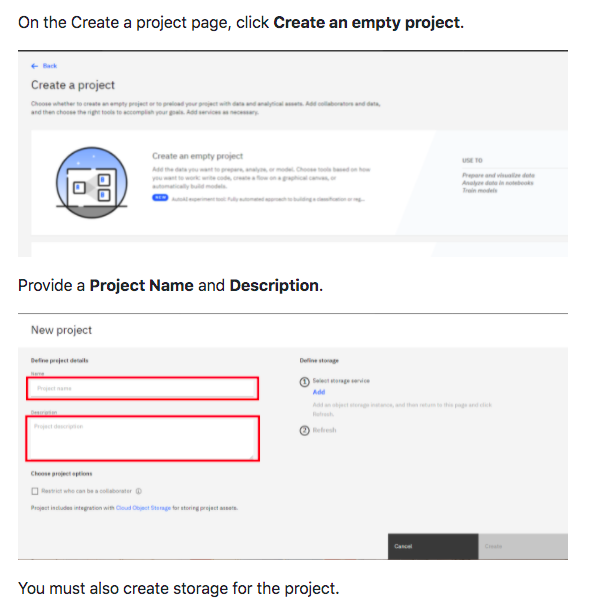 On the Create a project page, click Create an empty project.
← Back
Create a project
Choose whether to create an empty project or to preload your project with data and analytical assets. Add collaborators and data,
and then choose the right tools to accomplish your goals. Add services as necessary.
Create an empty project
Add the data you want to prepare, analyze, or model. Choose tools based on how
you want to work: write code, create a flow on a graphical canvas, or
automatically build models.
NEW AutoAI experiment tool: Fully automated approach to building a classification or reg...
USE TO
Prepare and visualize data
Analyze data in notebooks
Train models
Provide a Project Name and Description.
New project
Define project details
Name
Project name
Description
Project description
Choose project options
Restrict who can be a collaborator
Project includes integration with Cloud Object Storage for storing project assets.
Define storage
1 Select storage service
Add
Add an object storage instance, and then return to this page and click
Refresh.
2 Refresh
Cancel
Create
You must also create storage for the project.